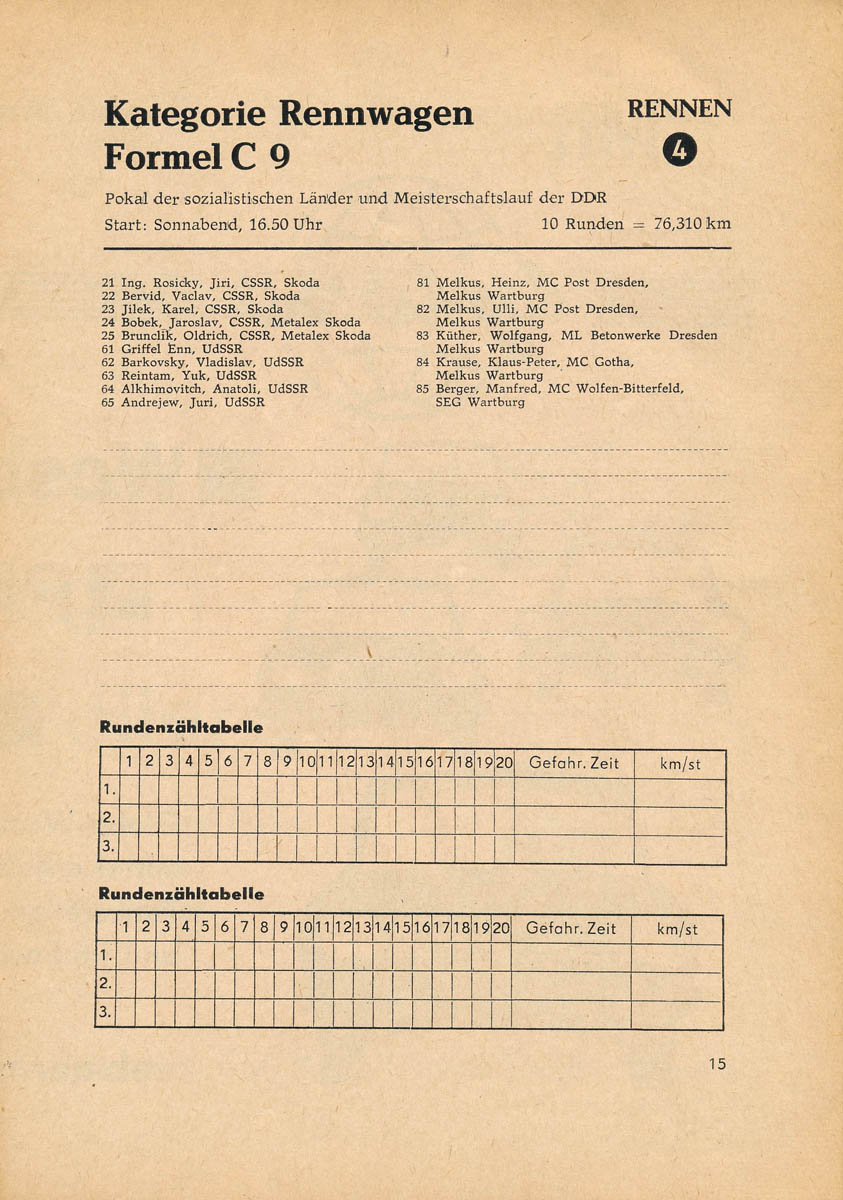 Kategorie Rennwagen
Formel C 9
RENNEN
4
Pokal der sozialistischen Länder und Meisterschaftslauf der DDR
Start: Sonnabend, 16.50 Uhr
10 Runden = 76,310 km
21 Ing. Rosicky, Jiri, CSSR, Skoda
22 Bervid, Vaclav, CSSR, Skoda
23 Jilek, Karel, CSSR, Skoda
24 Bobek, Jaroslav, CSSR, Metalex Skoda
25 Brunclik, Oldrich, CSSR, Metalex Skoda
61 Griffel Enn, UdSSR
62 Barkovsky, Vladislav, UdSSR
63 Reintam, Yuk, UdSSR
64 Alkhimovitch, Anatoli, UdSSR
65 Andrejew, Juri, UdSSR
81 Melkus, Heinz, MC Post Dresden,
Melkus Wartburg
82 Melkus, Ulli, MC Post Dresden,
Melkus Wartburg
83 Küther, Wolfgang, ML Betonwerke Dresden
Melkus Wartburg
84 Krause, Klaus-Peter, MC Gotha,
Melkus Wartburg
85 Berger, Manfred, MC Wolfen-Bitterfeld,
SEG Wartburg
Rundenzähltabelle
1 2 3 4 5 6 7 8 9 10 11 12 13 14 15 16 17 18 19 20 Gefahr. Zeit km/st
1.
2.
3.
Rundenzähltabelle
1 2 3 4 5 6 7 8 9 10 11 12 13 14 15 16 17 18 19 20 Gefahr. Zeit km/st
1.
2.
3.
15